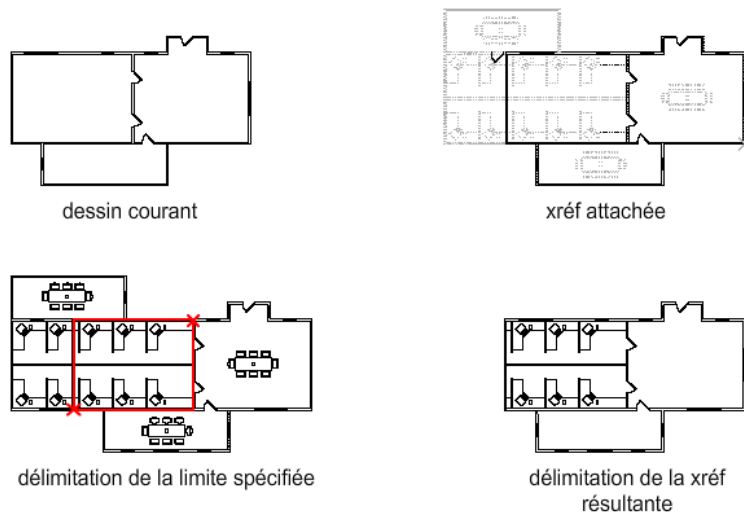 dessin courant
xréf attachée
délimitation de la limite spécifiée
délimitation de la xréf
résultante